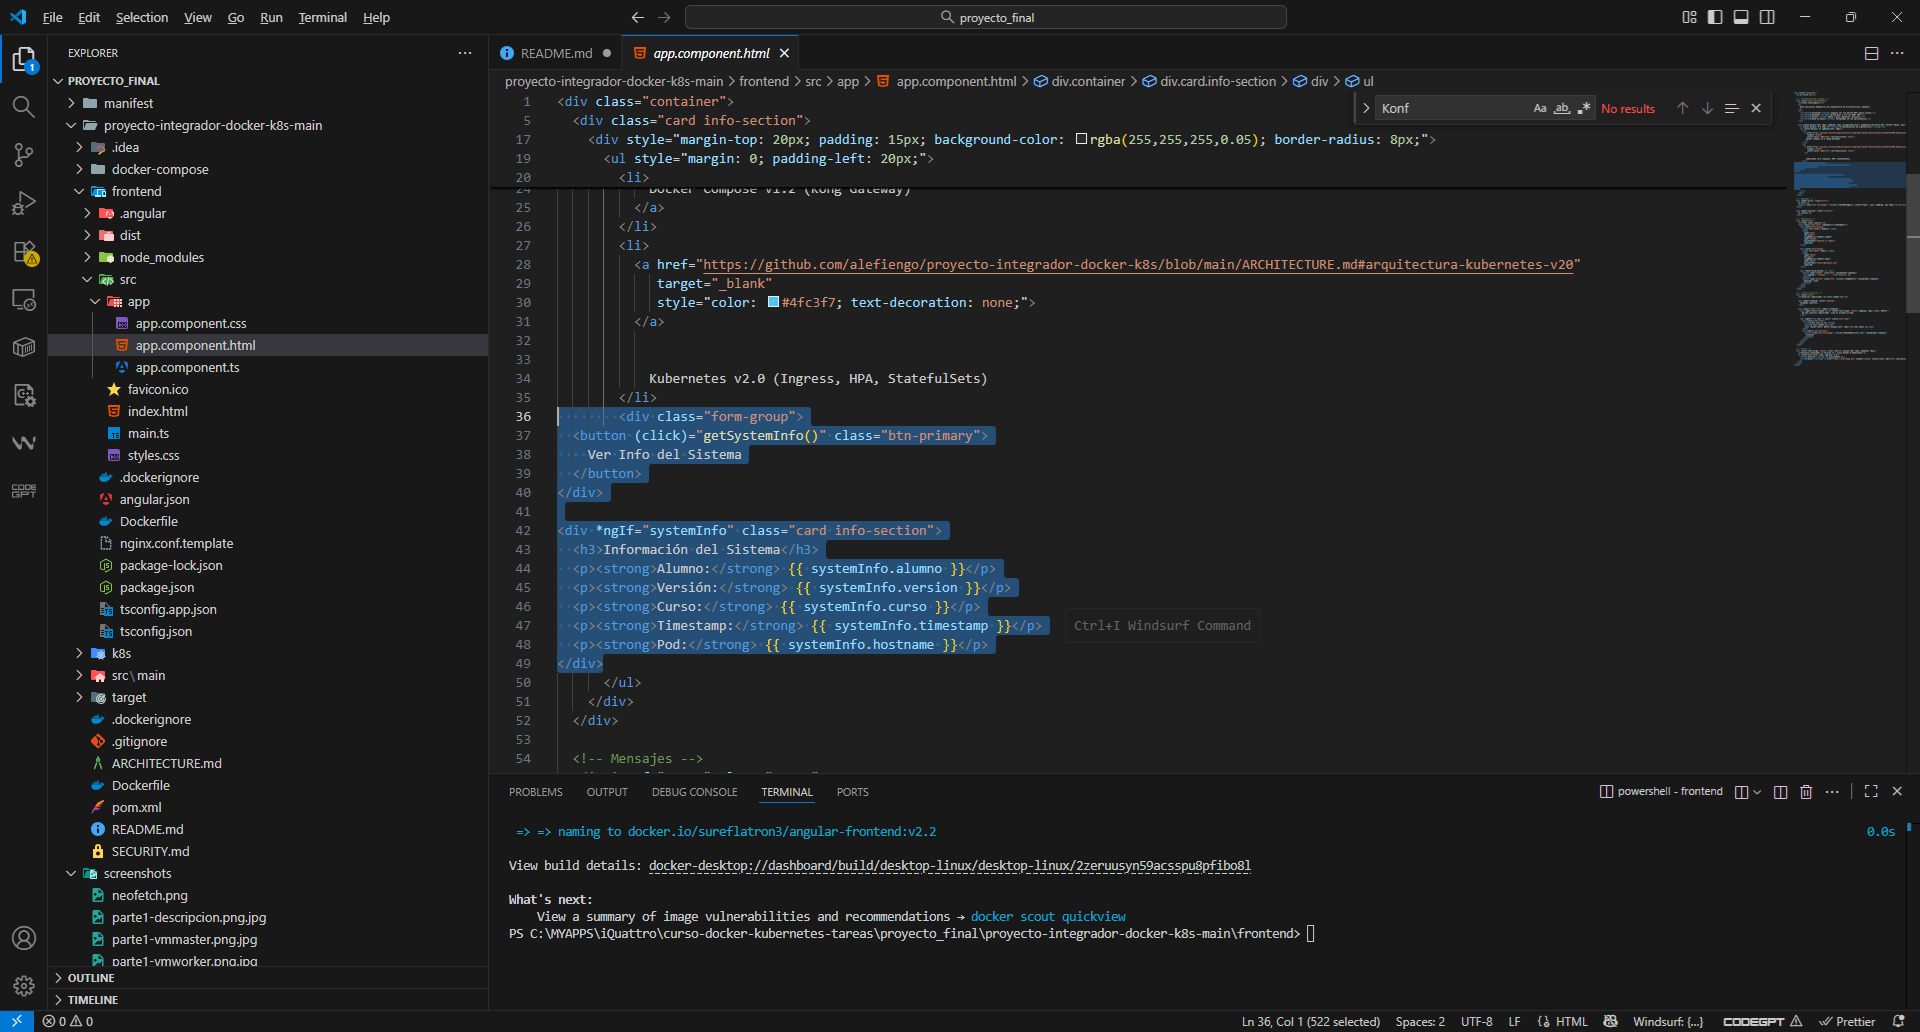 File Edit Selection View Go Run Terminal Help
proyecto_final
EXPLORER
PROYECTO_FINAL
manifest
proyecto-integrador-docker-k8s-main
.idea
docker-compose
frontend
.angular
dist
node_modules
src
app
app.component.css
app.component.html
app.component.ts
favicon.ico
index.html
main.ts
styles.css
.dockerignore
angular.json
Dockerfile
nginx.conf.template
package-lock.json
package.json
tsconfig.app.json
tsconfig.json
k8s
src\main
target
.dockerignore
.gitignore
ARCHITECTURE.md
Dockerfile
pom.xml
README.md
SECURITY.md
screenshots
neofetch.png
parte1-descripcion.png.jpg
parte1-vmmaster.png.jpg
parte1-vmworker.png.jpg
OUTLINE
TIMELINE
README.md
app.component.html
proyecto-integrador-docker-k8s-main > frontend > src > app > app.component.html > div.container > div.card.info-section > div > ul
Konf
Aa ab .* No results
1 <div class="container">
5 <div class="card info-section">
17 <div style="margin-top: 20px; padding: 15px; background-color: rgba(255,255,255,0.05); border-radius: 8px;">
19 <ul style="margin: 0; padding-left: 20px;">
20 <li>
24 Docker Compose v1.2 (Kong Gateway)
25 </a>
26 </li>
27 <li>
28 <a href="https://github.com/alefiengo/proyecto-integrador-docker-k8s/blob/main/ARCHITECTURE.md#arquitectura-kubernetes-v20"
29 target="_blank"
30 style="color: #4fc3f7; text-decoration: none;">
31 </a>
32
33
34 Kubernetes v2.0 (Ingress, HPA, StatefulSets)
35 </li>
36 <div class="form-group">
37 <button (click)="getSystemInfo()" class="btn-primary">
38 Ver Info del Sistema
39 </button>
40 </div>
41
42 <div *ngIf="systemInfo" class="card info-section">
43 <h3>Información del Sistema</h3>
44 <p><strong>Alumno:</strong> {{ systemInfo.alumno }}</p>
45 <p><strong>Versión:</strong> {{ systemInfo.version }}</p>
46 <p><strong>Curso:</strong> {{ systemInfo.curso }}</p>
47 <p><strong>Timestamp:</strong> {{ systemInfo.timestamp }}</p>
48 <p><strong>Pod:</strong> {{ systemInfo.hostname }}</p>
49 </div>
50 </ul>
51 </div>
52 </div>
53
54 <!-- Mensajes -->
Ctrl+I Windsurf Command
PROBLEMS OUTPUT DEBUG CONSOLE TERMINAL PORTS
powershell - frontend
=> => naming to docker.io/sureflatron3/angular-frontend:v2.2 0.0s
View build details: docker-desktop://dashboard/build/desktop-linux/desktop-linux/2zeruusyn59acsspu8pfibo8l
What's next:
View a summary of image vulnerabilities and recommendations → docker scout quickview
PS C:\MYAPPS\iQuattro\curso-docker-kubernetes-tareas\proyecto_final\proyecto-integrador-docker-k8s-main\frontend>
0 0
Ln 36, Col 1 (522 selected) Spaces: 2 UTF-8 LF HTML Windsurf: {...} CODEGPT Prettier
CODE GPT
1